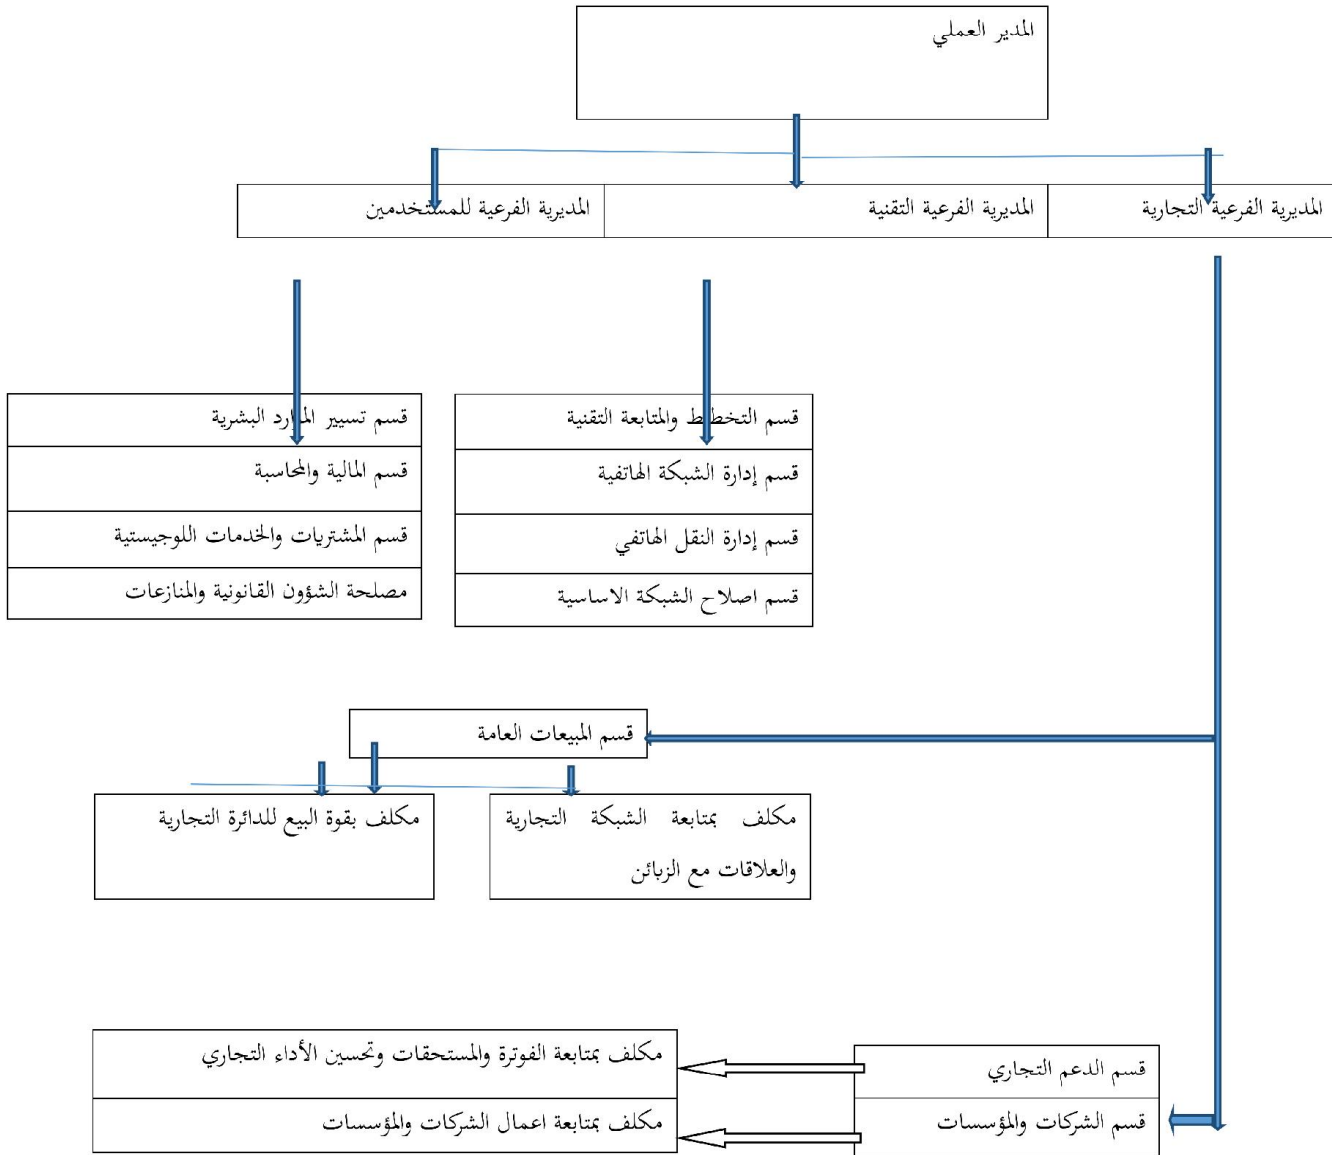 المدير العملي
المديرية الفرعية التجارية
المديرية الفرعية التقنية
المديرية الفرعية للمستخدمين
قسم التخطيط والمتابعة التقنية
قسم إدارة الشبكة الهاتفية
قسم إدارة النقل الهاتفي
قسم اصلاح الشبكة الاساسية
قسم تسيير الموارد البشرية
قسم المالية والمحاسبة
قسم المشتريات والخدمات اللوجيستية
مصلحة الشؤون القانونية والمنازعات
قسم المبيعات العامة
مكلف بمتابعة الشبكة التجارية
والعلاقات مع الزبائن
مكلف بقوة البيع للدائرة التجارية
قسم الدعم التجاري
مكلف بمتابعة الفوترة والمستحقات وتحسين الأداء التجاري
قسم الشركات والمؤسسات
مكلف بمتابعة اعمال الشركات والمؤسسات